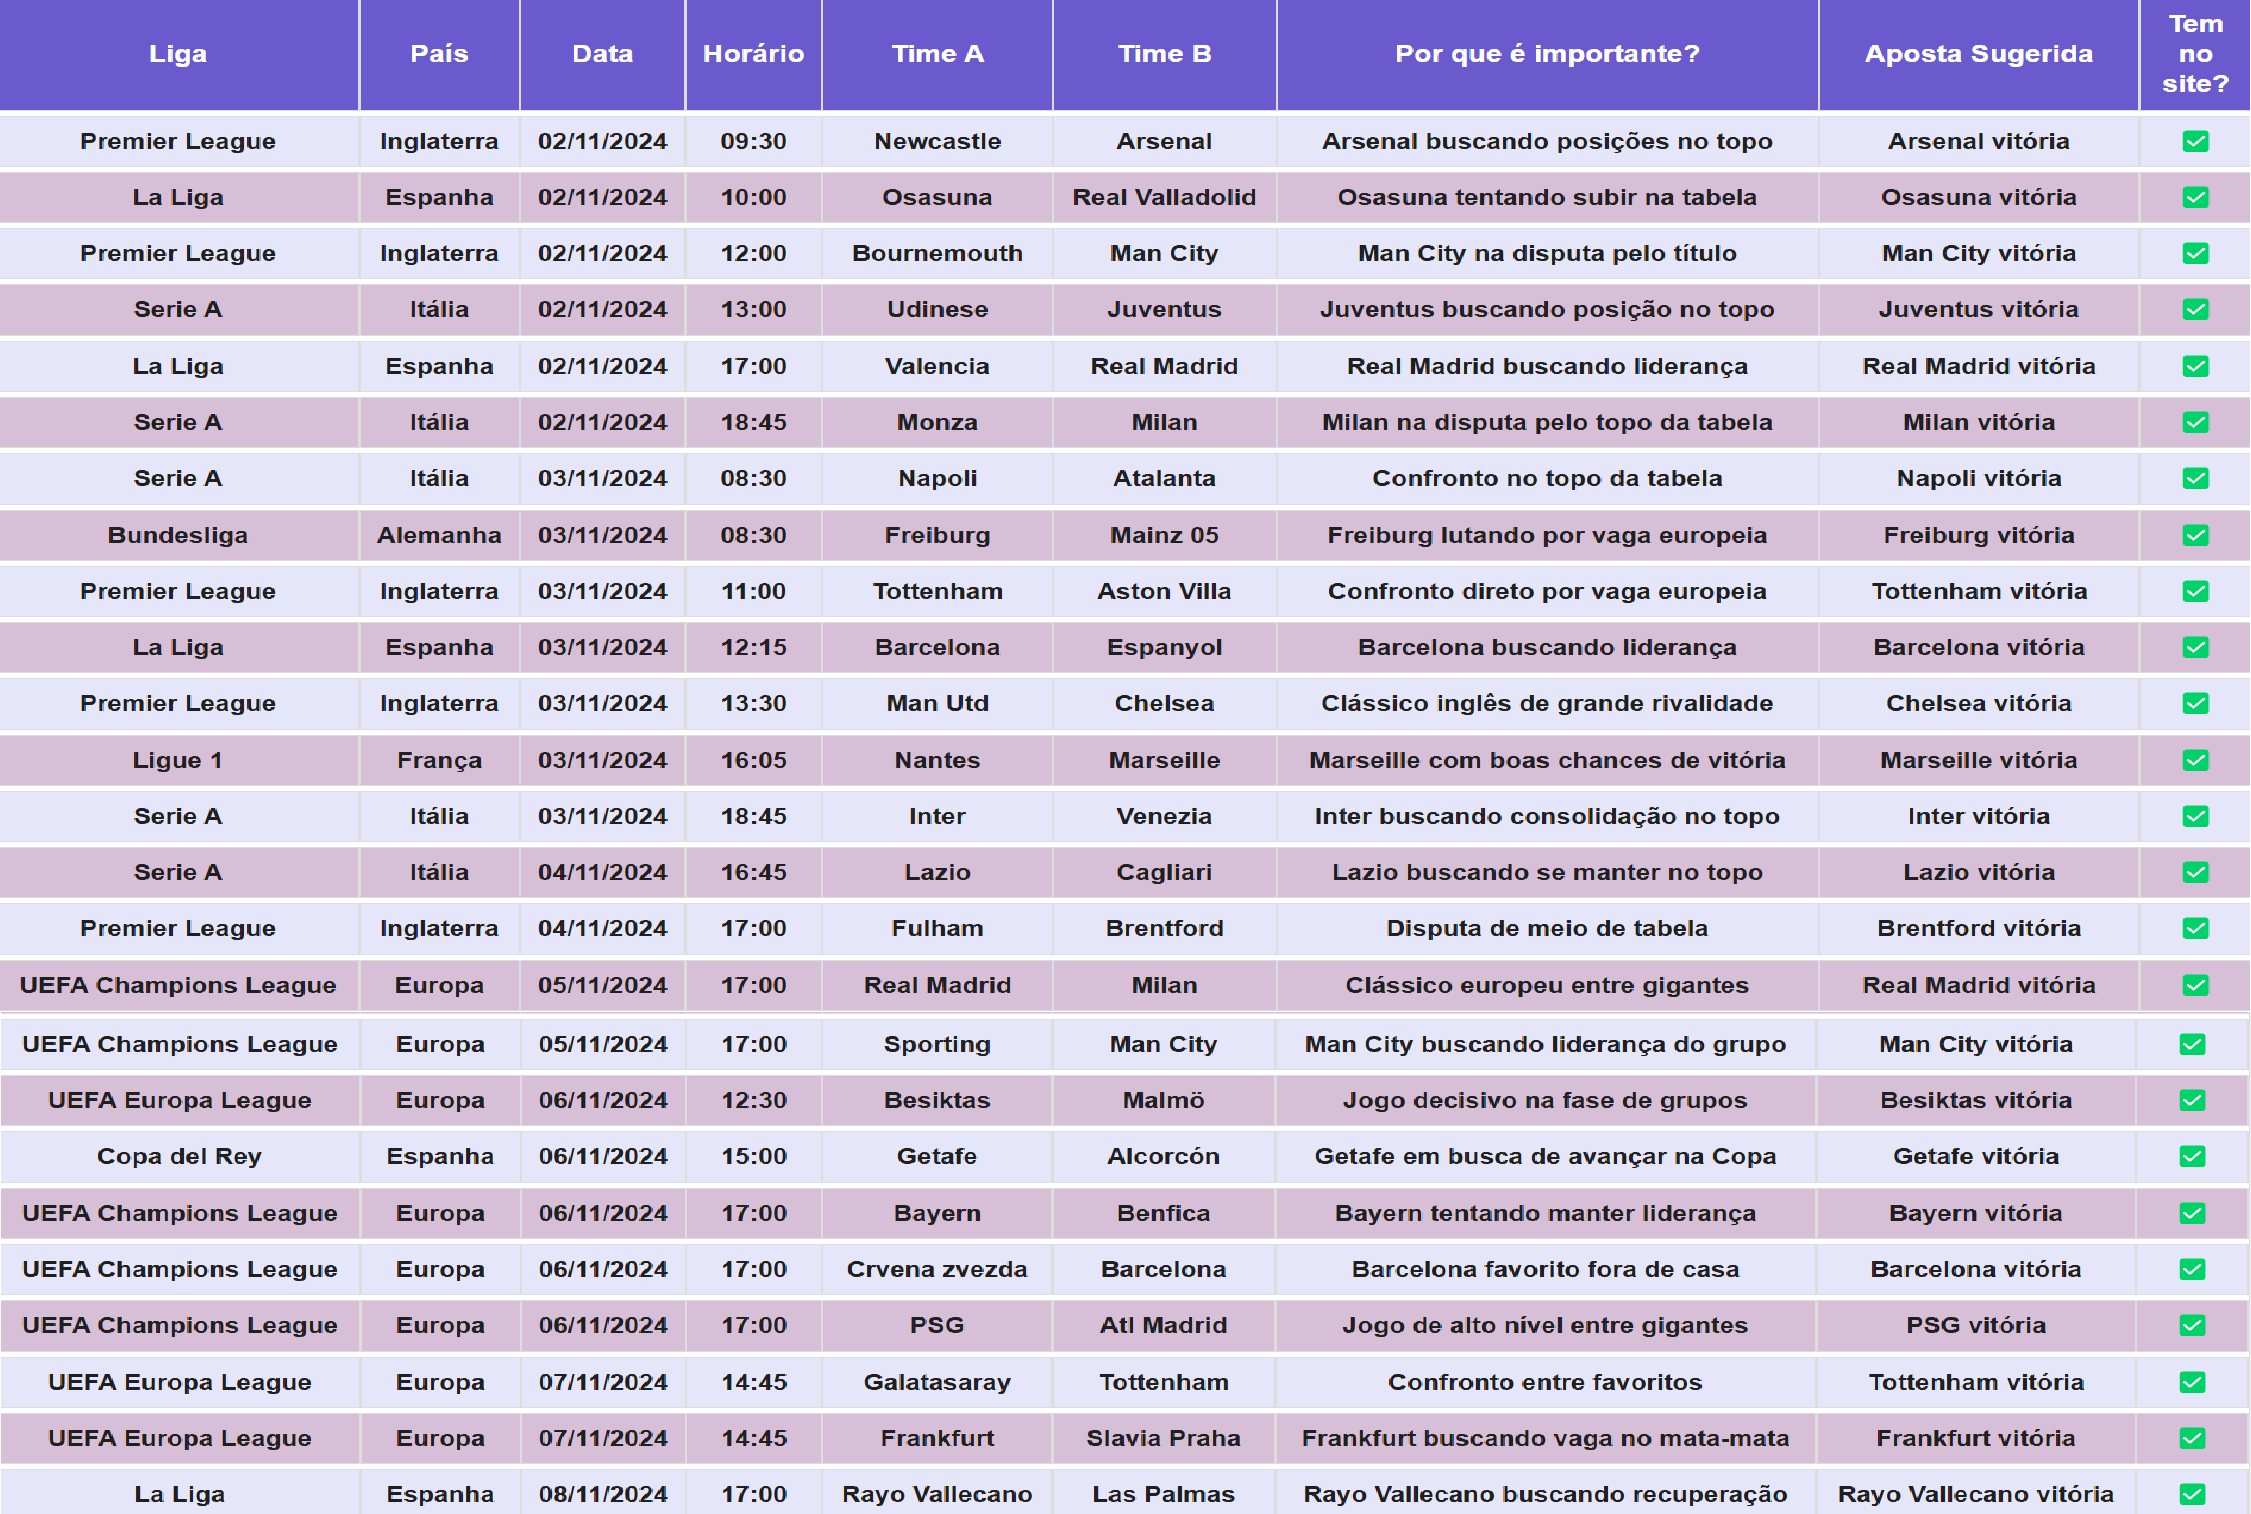 Liga País Data Horário Time A Time B Por que é importante? Aposta Sugerida Tem no site?
Premier League Inglaterra 02/11/2024 09:30 Newcastle Arsenal Arsenal buscando posições no topo Arsenal vitória ✅
La Liga Espanha 02/11/2024 10:00 Osasuna Real Valladolid Osasuna tentando subir na tabela Osasuna vitória ✅
Premier League Inglaterra 02/11/2024 12:00 Bournemouth Man City Man City na disputa pelo título Man City vitória ✅
Serie A Itália 02/11/2024 13:00 Udinese Juventus Juventus buscando posição no topo Juventus vitória ✅
La Liga Espanha 02/11/2024 17:00 Valencia Real Madrid Real Madrid buscando liderança Real Madrid vitória ✅
Serie A Itália 02/11/2024 18:45 Monza Milan Milan na disputa pelo topo da tabela Milan vitória ✅
Serie A Itália 03/11/2024 08:30 Napoli Atalanta Confronto no topo da tabela Napoli vitória ✅
Bundesliga Alemanha 03/11/2024 08:30 Freiburg Mainz 05 Freiburg lutando por vaga europeia Freiburg vitória ✅
Premier League Inglaterra 03/11/2024 11:00 Tottenham Aston Villa Confronto direto por vaga europeia Tottenham vitória ✅
La Liga Espanha 03/11/2024 12:15 Barcelona Espanyol Barcelona buscando liderança Barcelona vitória ✅
Premier League Inglaterra 03/11/2024 13:30 Man Utd Chelsea Clássico inglês de grande rivalidade Chelsea vitória ✅
Ligue 1 França 03/11/2024 16:05 Nantes Marseille Marseille com boas chances de vitória Marseille vitória ✅
Serie A Itália 03/11/2024 18:45 Inter Venezia Inter buscando consolidação no topo Inter vitória ✅
Serie A Itália 04/11/2024 16:45 Lazio Cagliari Lazio buscando se manter no topo Lazio vitória ✅
Premier League Inglaterra 04/11/2024 17:00 Fulham Brentford Disputa de meio de tabela Brentford vitória ✅
UEFA Champions League Europa 05/11/2024 17:00 Real Madrid Milan Clássico europeu entre gigantes Real Madrid vitória ✅
UEFA Champions League Europa 05/11/2024 17:00 Sporting Man City Man City buscando liderança do grupo Man City vitória ✅
UEFA Europa League Europa 06/11/2024 12:30 Besiktas Malmö Jogo decisivo na fase de grupos Besiktas vitória ✅
Copa del Rey Espanha 06/11/2024 15:00 Getafe Alcorcón Getafe em busca de avançar na Copa Getafe vitória ✅
UEFA Champions League Europa 06/11/2024 17:00 Bayern Benfica Bayern tentando manter liderança Bayern vitória ✅
UEFA Champions League Europa 06/11/2024 17:00 Crvena zvezda Barcelona Barcelona favorito fora de casa Barcelona vitória ✅
UEFA Champions League Europa 06/11/2024 17:00 PSG Atl Madrid Jogo de alto nível entre gigantes PSG vitória ✅
UEFA Europa League Europa 07/11/2024 14:45 Galatasaray Tottenham Confronto entre favoritos Tottenham vitória ✅
UEFA Europa League Europa 07/11/2024 14:45 Frankfurt Slavia Praha Frankfurt buscando vaga no mata-mata Frankfurt vitória ✅
La Liga Espanha 08/11/2024 17:00 Rayo Vallecano Las Palmas Rayo Vallecano buscando recuperação Rayo Vallecano vitória ✅